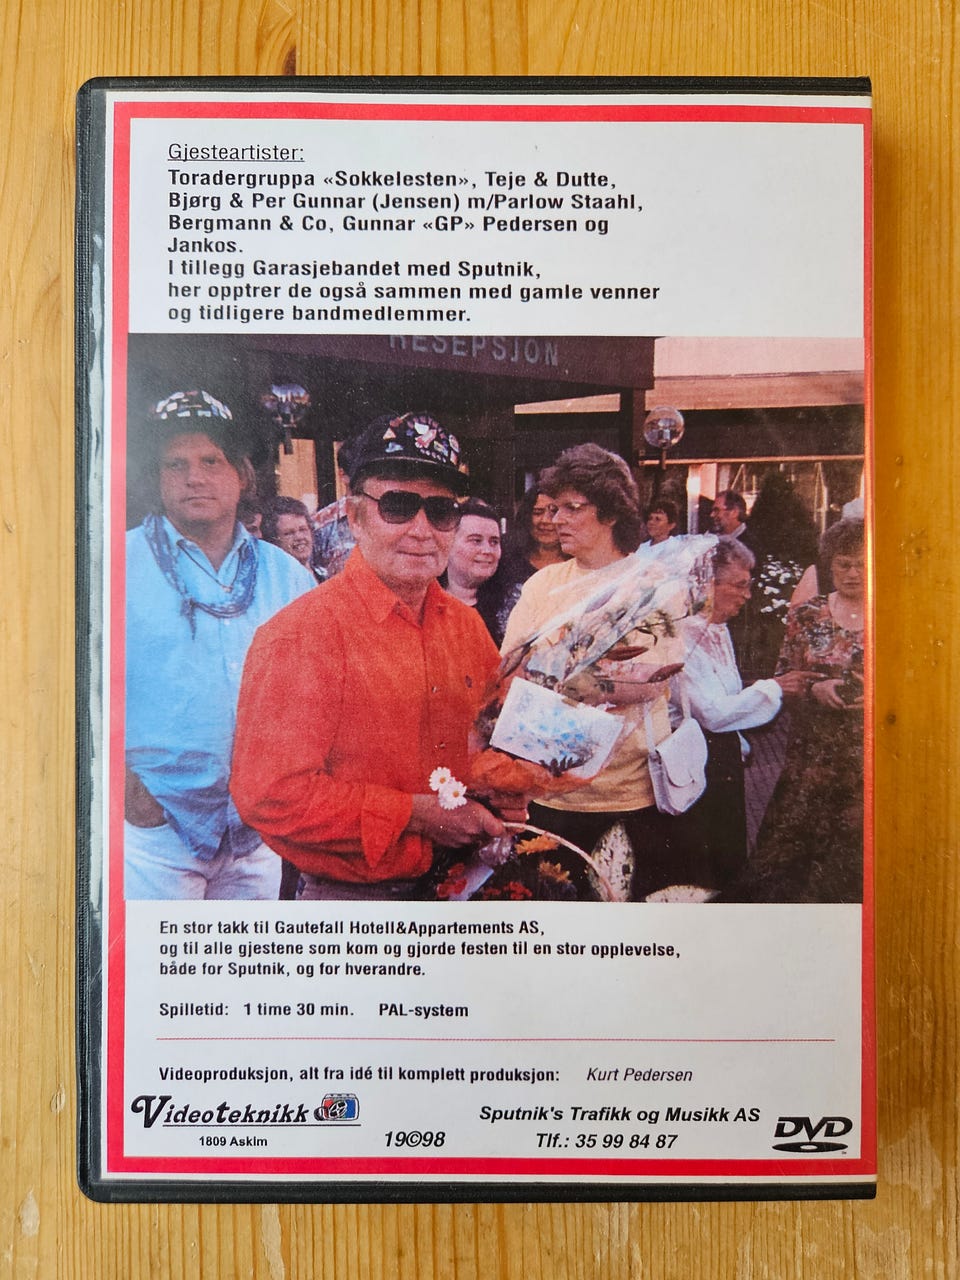 Gjesteartister:
Toradergruppa «Sokkelesten», Teje & Dutte,
Bjørg & Per Gunnar (Jensen) m/Parlow Staahl,
Bergmann & Co, Gunnar «GP» Pedersen og
Jankos.
I tillegg Garasjebandet med Sputnik,
her opptrer de også sammen med gamle venner
og tidligere bandmedlemmer.
RESEPSJON
En stor takk til Gautefall Hotell&Appartements AS,
og til alle gjestene som kom og gjorde festen til en stor opplevelse,
både for Sputnik, og for hverandre.
Spilletid: 1 time 30 min. PAL-system
Videoproduksjon, alt fra idé til komplett produksjon: Kurt Pedersen
Videoteknikk
1809 Askim
19©98
Sputnik's Trafikk og Musikk AS
Tlf.: 35 99 84 87
DVD